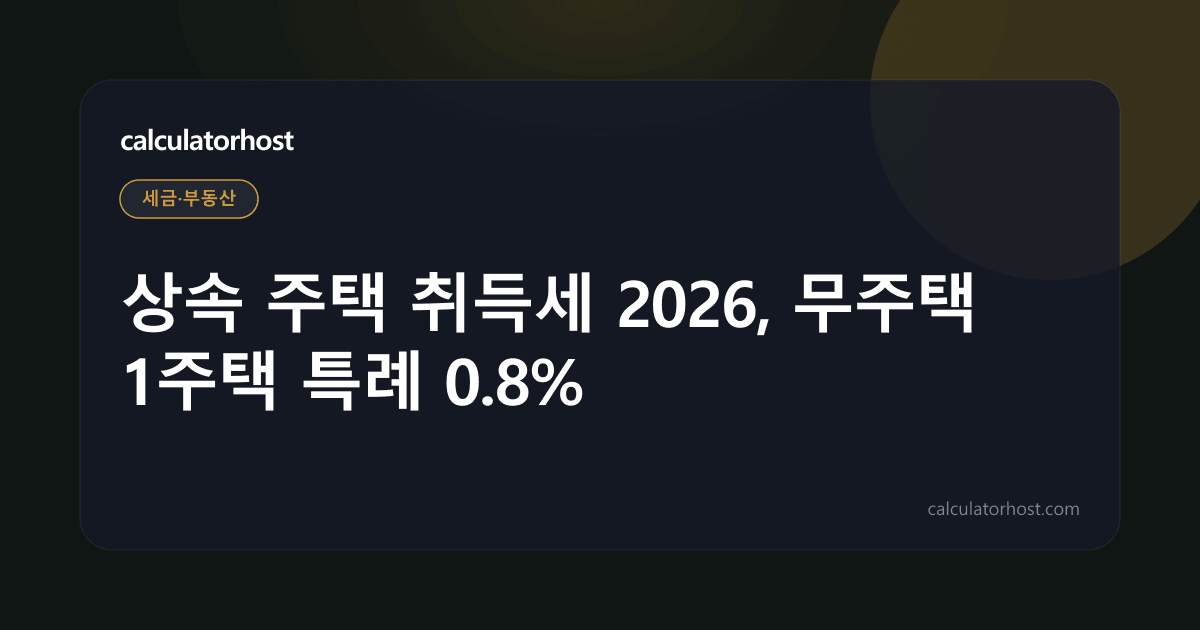 calculatorhost
세금·부동산
상속 주택 취득세 2026, 무주택
1주택 특례 0.8%
calculatorhost.com